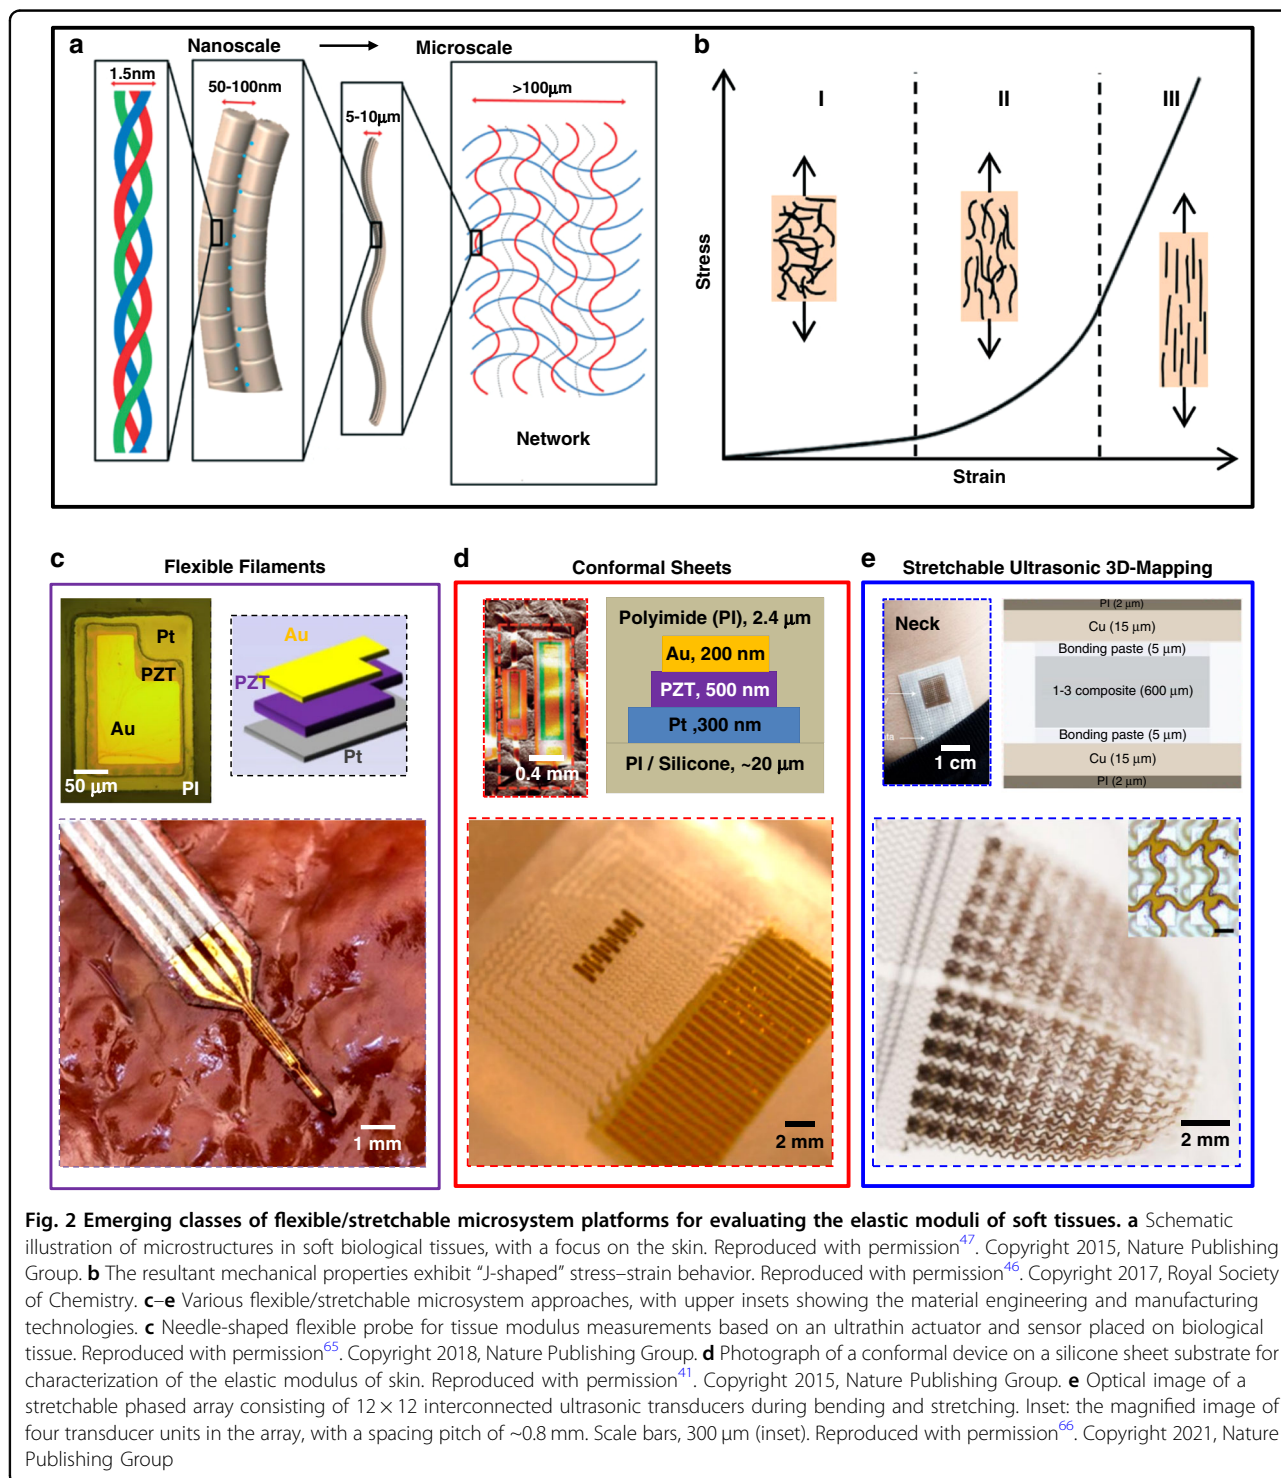 a
Nanoscale
Microscale
1.5nm
50-100nm
5-10μm
>100μm
Network
b
I
II
III
Stress
Strain
c
Flexible Filaments
Pt
PZT
Au
50 μm
PI
Au
PZT
Pt
1 mm
d
Conformal Sheets
0.4 mm
Polyimide (PI), 2.4 μm
Au, 200 nm
PZT, 500 nm
Pt ,300 nm
PI / Silicone, ~20 μm
2 mm
e
Stretchable Ultrasonic 3D-Mapping
Neck
1 cm
PI (2 μm)
Cu (15 μm)
Bonding paste (5 μm)
1-3 composite (600 μm)
Bonding paste (5 μm)
Cu (15 μm)
PI (2 μm)
2 mm
Fig. 2 Emerging classes of flexible/stretchable microsystem platforms for evaluating the elastic moduli of soft tissues. a Schematic
illustration of microstructures in soft biological tissues, with a focus on the skin. Reproduced with permission47. Copyright 2015, Nature Publishing
Group. b The resultant mechanical properties exhibit “J-shaped” stress–strain behavior. Reproduced with permission46. Copyright 2017, Royal Society
of Chemistry. c–e Various flexible/stretchable microsystem approaches, with upper insets showing the material engineering and manufacturing
technologies. c Needle-shaped flexible probe for tissue modulus measurements based on an ultrathin actuator and sensor placed on biological
tissue. Reproduced with permission65. Copyright 2018, Nature Publishing Group. d Photograph of a conformal device on a silicone sheet substrate for
characterization of the elastic modulus of skin. Reproduced with permission41. Copyright 2015, Nature Publishing Group. e Optical image of a
stretchable phased array consisting of 12 × 12 interconnected ultrasonic transducers during bending and stretching. Inset: the magnified image of
four transducer units in the array, with a spacing pitch of ~0.8 mm. Scale bars, 300 μm (inset). Reproduced with permission66. Copyright 2021, Nature
Publishing Group